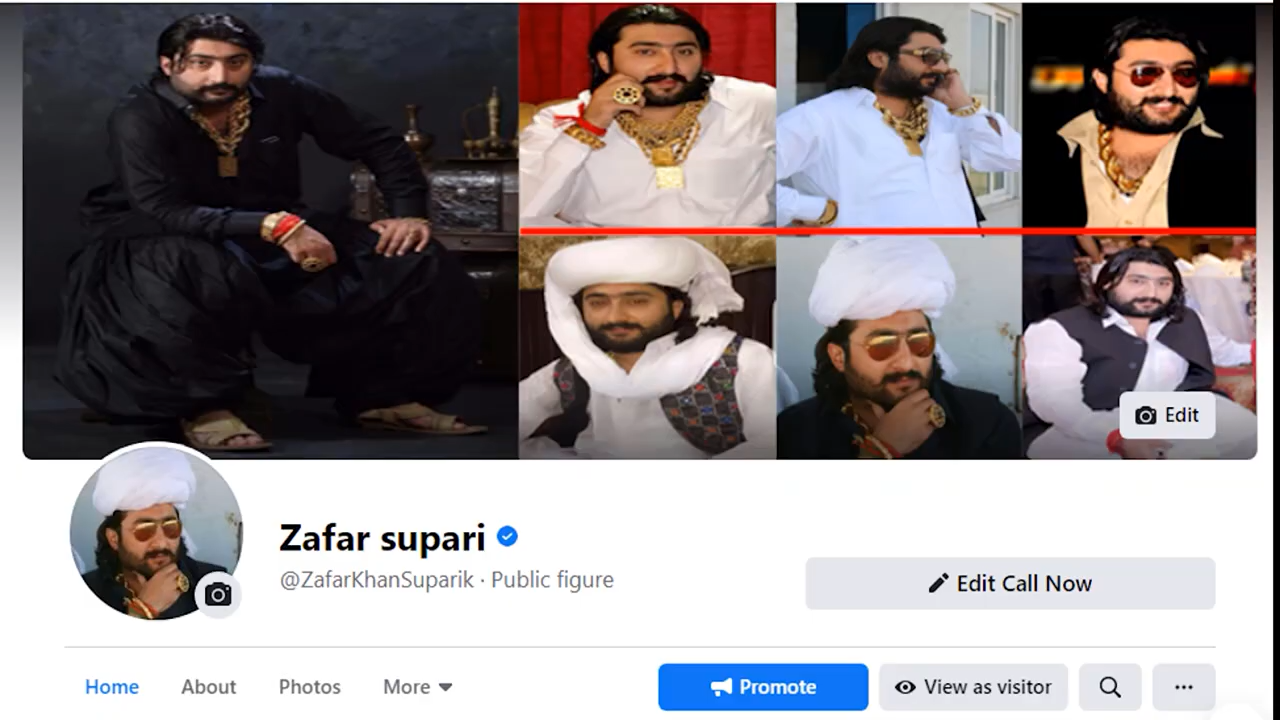 Edit
Zafar supari
@ZafarKhanSuparik · Public figure
Edit Call Now
Home About Photos More
Promote View as visitor